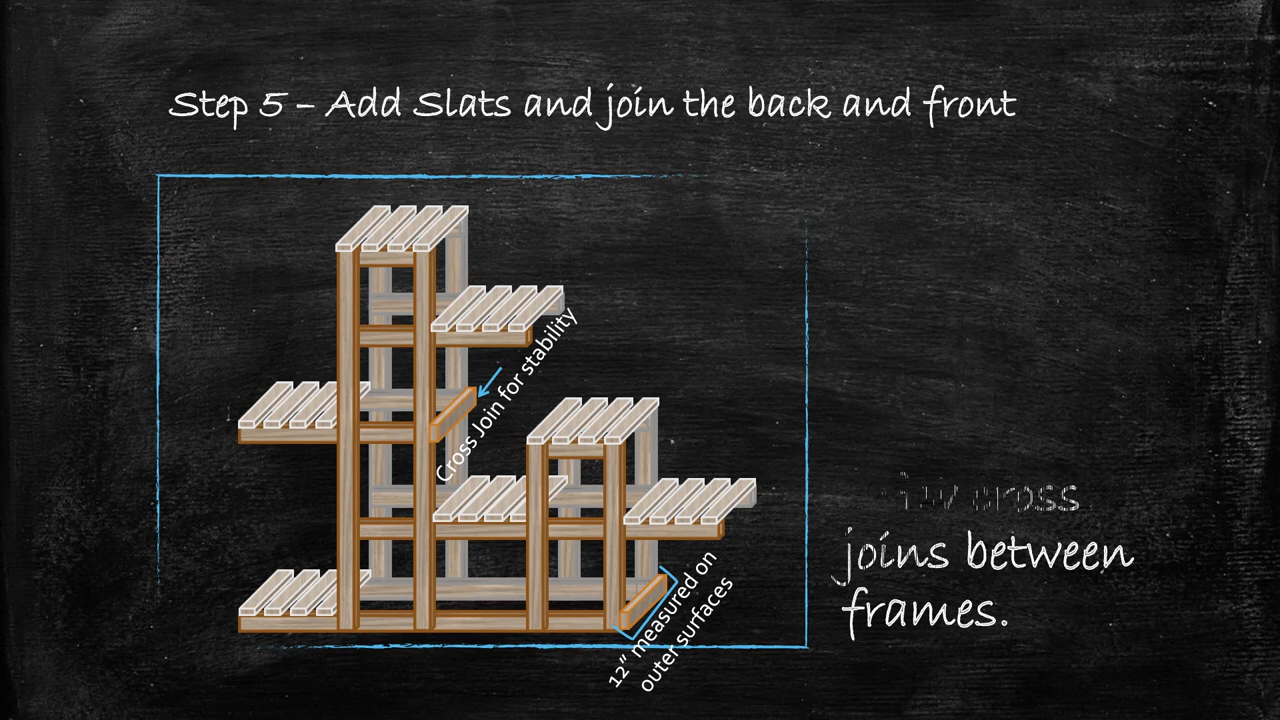 Step 5 – Add Slats and join the back and front
Cross Join for stability
12" measured on
outer surfaces
cross
joins between
frames.